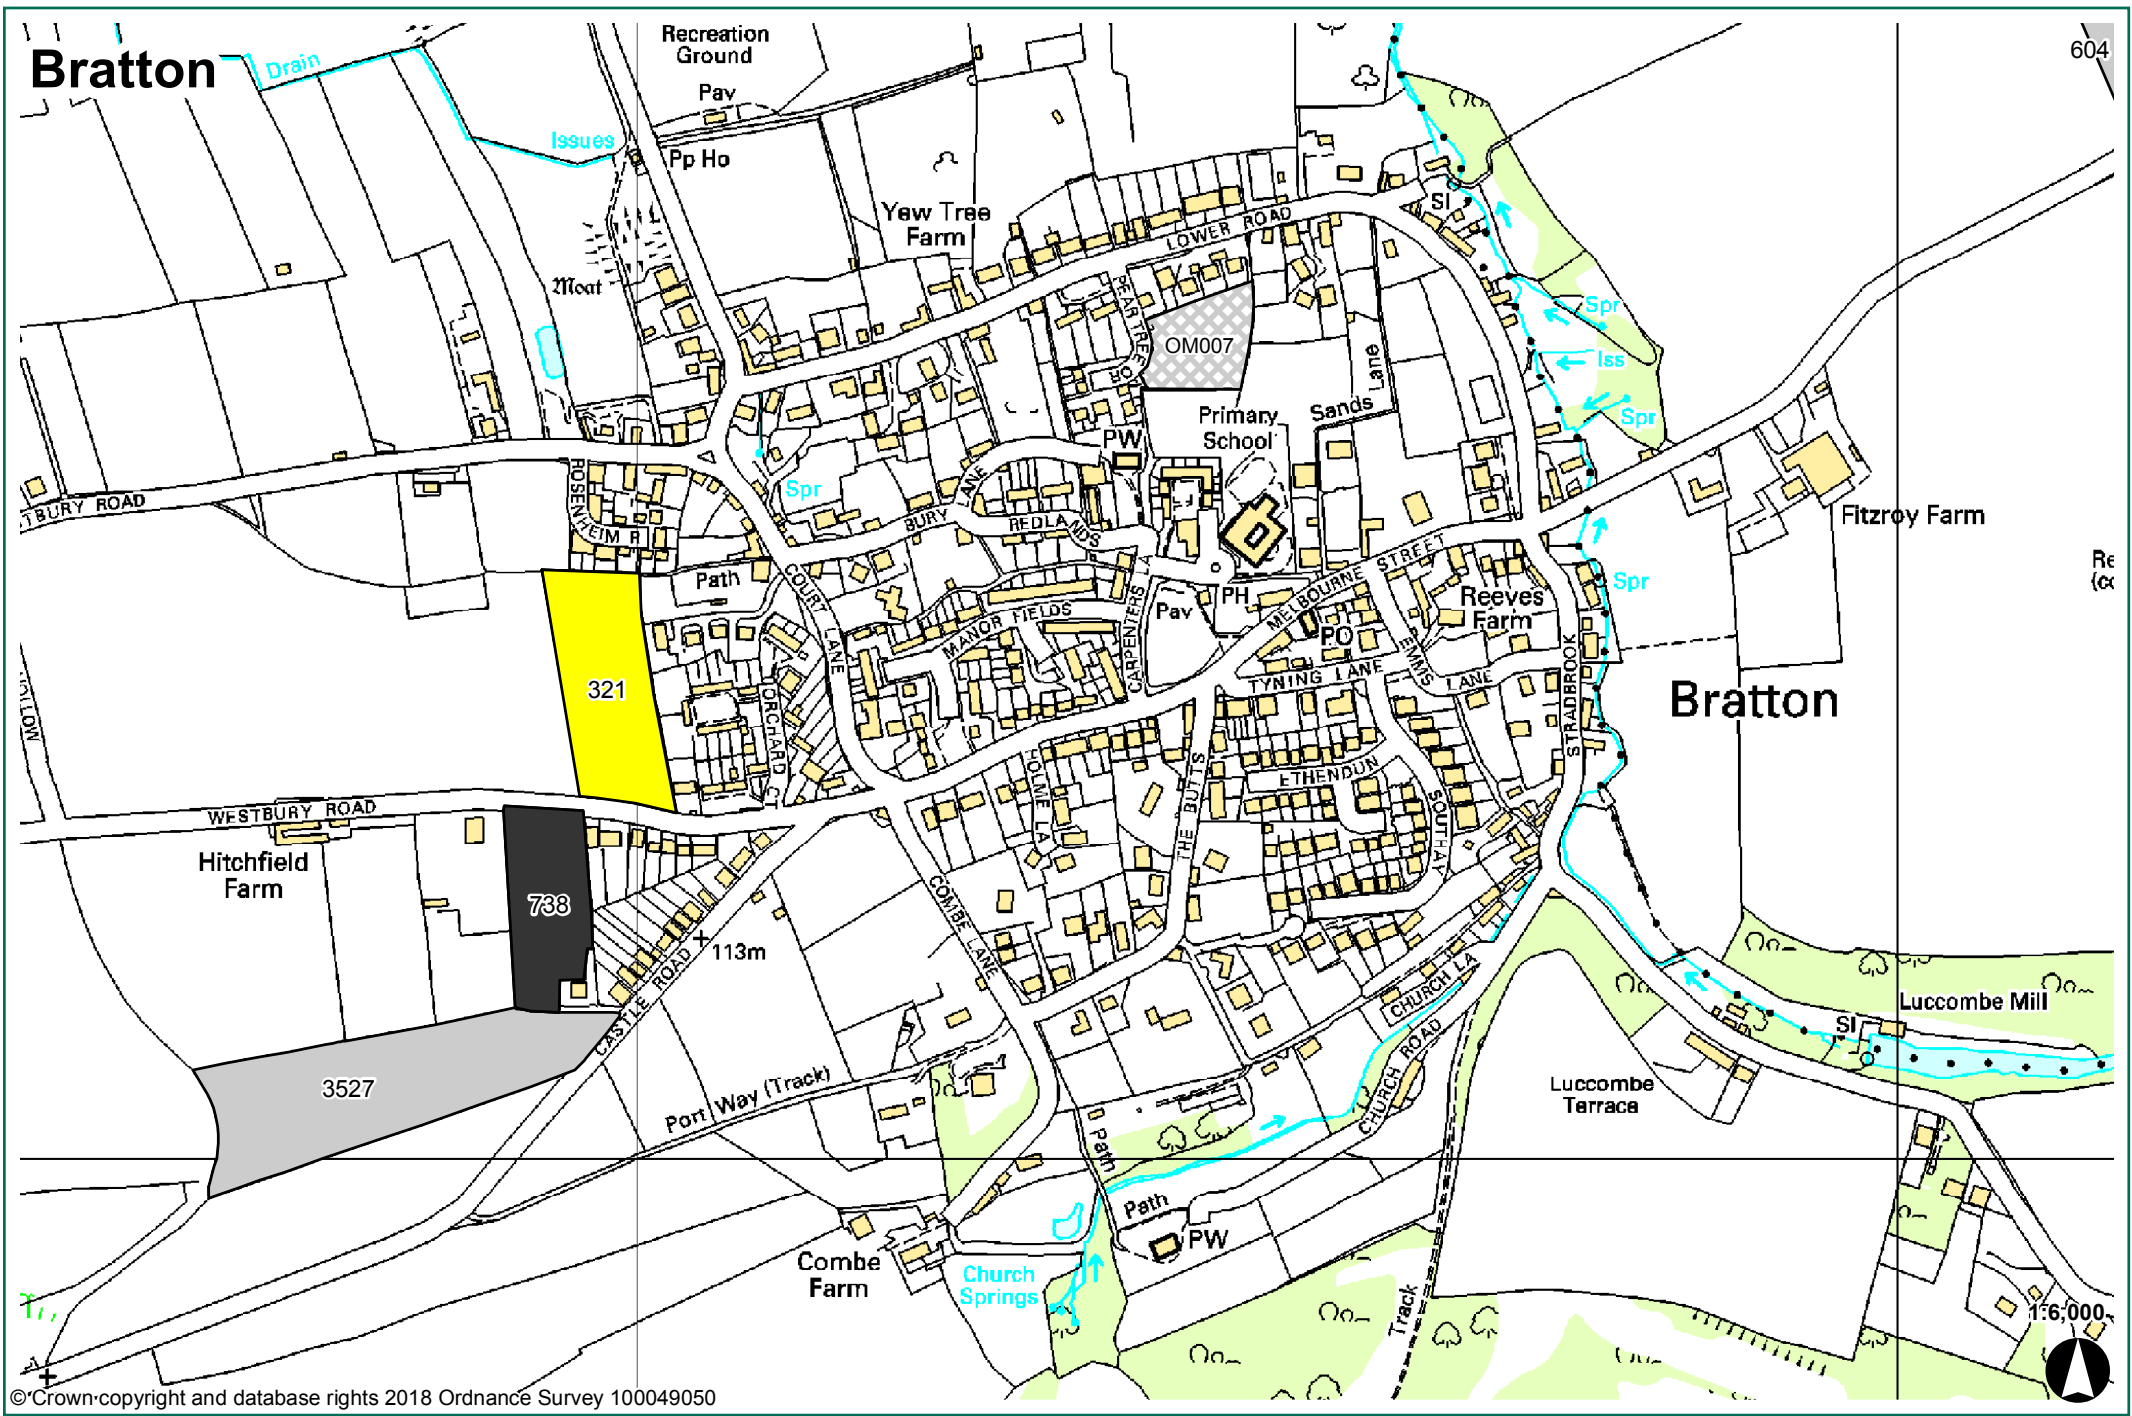 Bratton
Drain
Recreation
Ground
Pav
604
Issues
Pp Ho
Yew Tree
Farm
LOWER ROAD
SI
Moat
PEAR TREE OR
OM007
Spr
Iss
Spr
Sands Lane
Primary
School
PW
TBURY ROAD
ROSENHEIM R
Spr
BURY LANE
REDLANDS
Fitzroy Farm
Path
COURT LANE
MANOR FIELDS
CARPENTERS LA
Pav
PH
MELBOURNE STREET
Reeves
Farm
Spr
PO
EMMS LANE
TYNING LANE
STRADBROOK
321
ORCHARD CT
Bratton
WESTBURY ROAD
HOLME LA
THE BUTTS
ETHENDUN
SOUTHAY
Hitchfield
Farm
738
113m
CASTLE ROAD
COMBE LANE
CHURCH LA
CHURCH ROAD
Luccombe Mill
SI
3527
Port Way (Track)
Luccombe
Terrace
Path
Path
PW
Combe
Farm
Church
Springs
Track
1:6,000
© Crown copyright and database rights 2018 Ordnance Survey 100049050